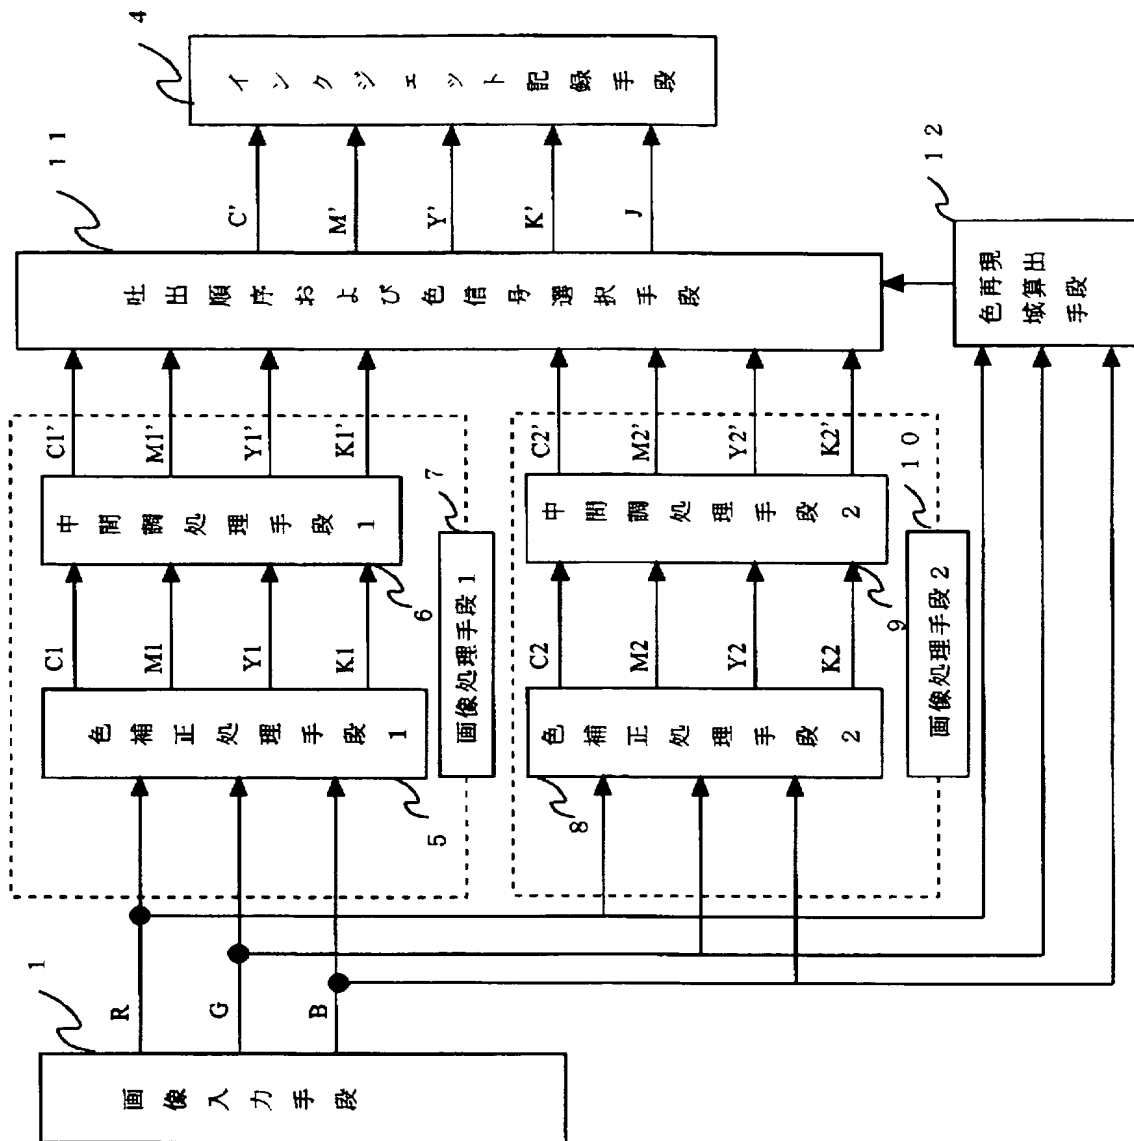 1
画像入力手段
R
G
B
色補正処理手段1
5
C1
M1
Y1
K1
中間調処理手段1
6
画像処理手段1
7
C1'
M1'
Y1'
K1'
色補正処理手段2
8
C2
M2
Y2
K2
中間調処理手段2
9
画像処理手段2
10
C2'
M2'
Y2'
K2'
吐出順序および色信号選択手段
11
色再現
域算出
手段
12
C'
M'
Y'
K'
J
インクジェット記録手段
4